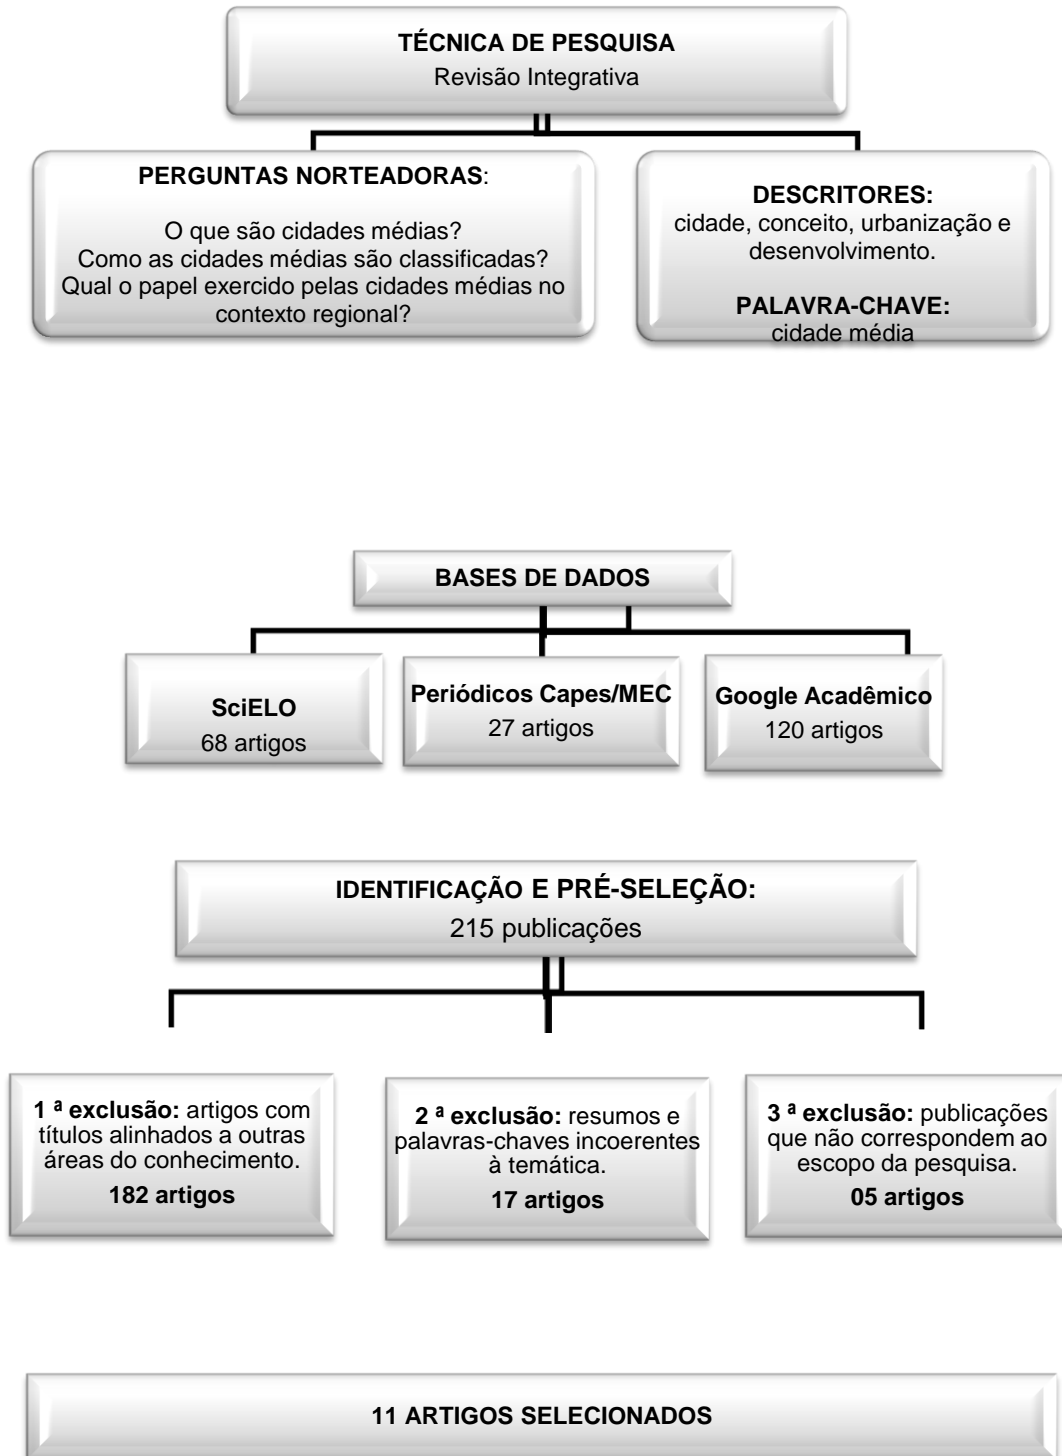 TÉCNICA DE PESQUISA
Revisão Integrativa
PERGUNTAS NORTEADORAS:
O que são cidades médias?
Como as cidades médias são classificadas?
Qual o papel exercido pelas cidades médias no
contexto regional?
DESCRITORES:
cidade, conceito, urbanização e
desenvolvimento.
PALAVRA-CHAVE:
cidade média
BASES DE DADOS
SciELO
68 artigos
Periódicos Capes/MEC
27 artigos
Google Acadêmico
120 artigos
IDENTIFICAÇÃO E PRÉ-SELEÇÃO:
215 publicações
1 ª exclusão: artigos com
títulos alinhados a outras
áreas do conhecimento.
182 artigos
2 ª exclusão: resumos e
palavras-chaves incoerentes
à temática.
17 artigos
3 ª exclusão: publicações
que não correspondem ao
escopo da pesquisa.
05 artigos
11 ARTIGOS SELECIONADOS